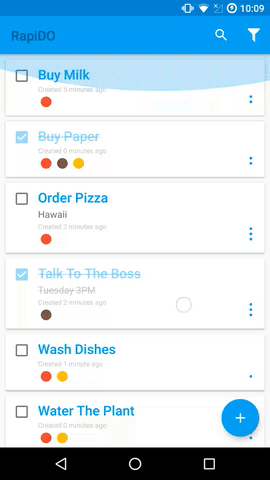 10:09
RapiDO
Buy Milk
Created 5 minutes ago
Buy Paper
Created 0 minutes ago
Order Pizza
Hawaii
Created 2 minutes ago
Talk To The Boss
Tuesday 3PM
Created 2 minutes ago
Wash Dishes
Created 1 minute ago
Water The Plant
Created 0 minutes ago